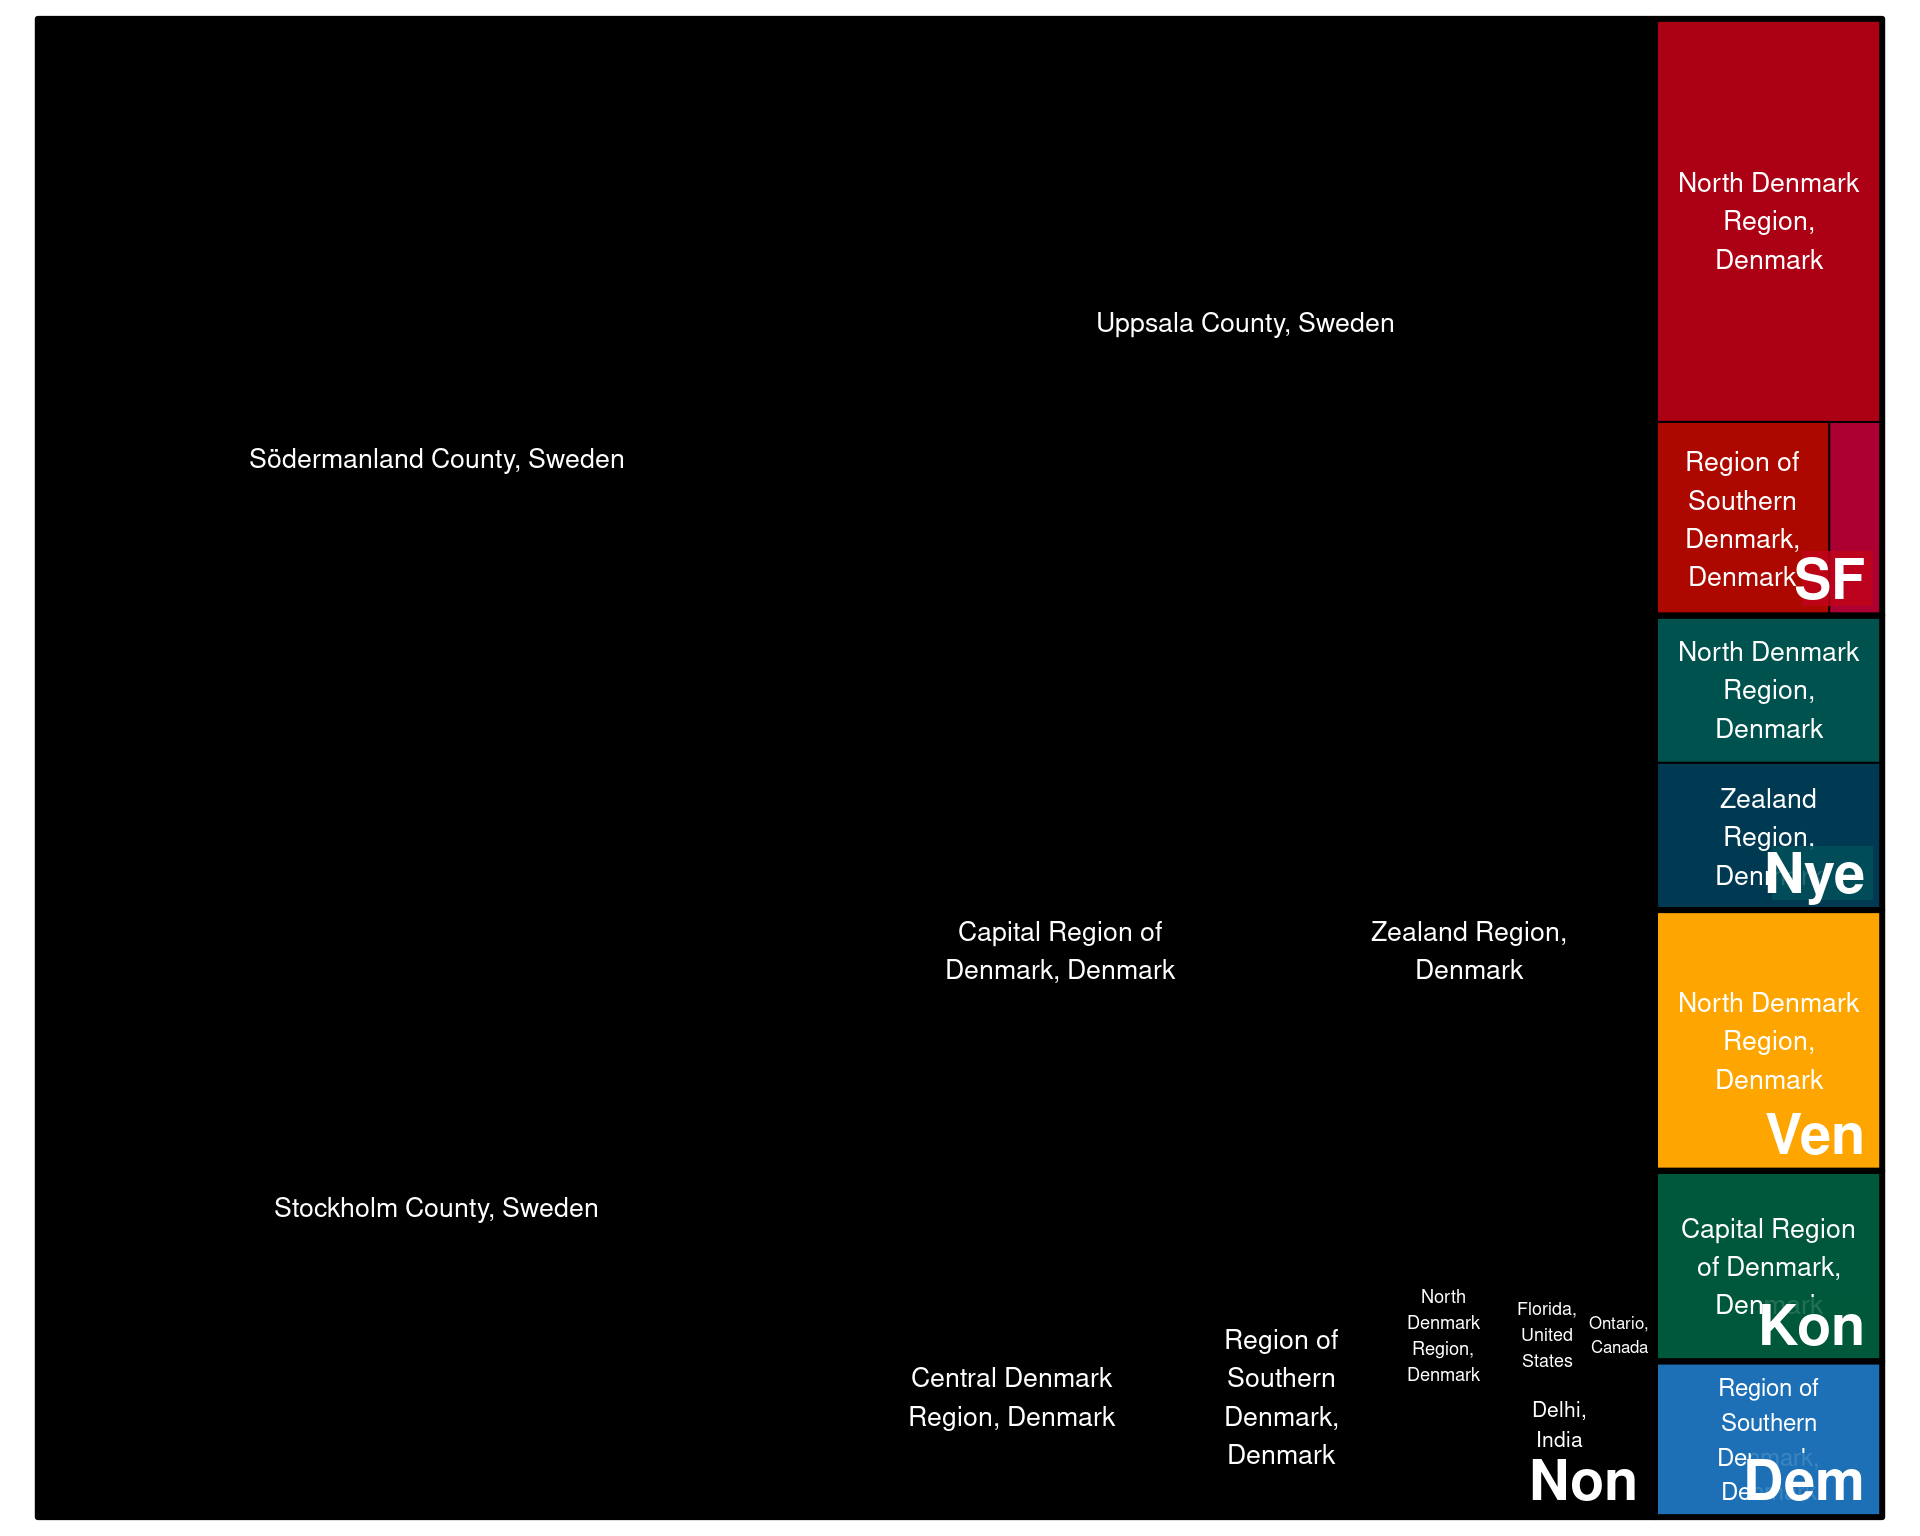 Södermanland County, Sweden
Stockholm County, Sweden
Uppsala County, Sweden
Capital Region of
Denmark, Denmark
Zealand Region,
Denmark
Central Denmark
Region, Denmark
Region of
Southern
Denmark,
Denmark
North
Denmark
Region,
Denmark
Florida,
United
States
Ontario,
Canada
Delhi,
India
Non
North Denmark
Region,
Denmark
Region of
Southern
Denmark,
Denmark
SF
North Denmark
Region,
Denmark
Zealand
Region,
Nye
North Denmark
Region,
Denmark
Ven
Capital Region
of Denmark,
Denmark
Kon
Region of
Southern
Denmark,
Dem